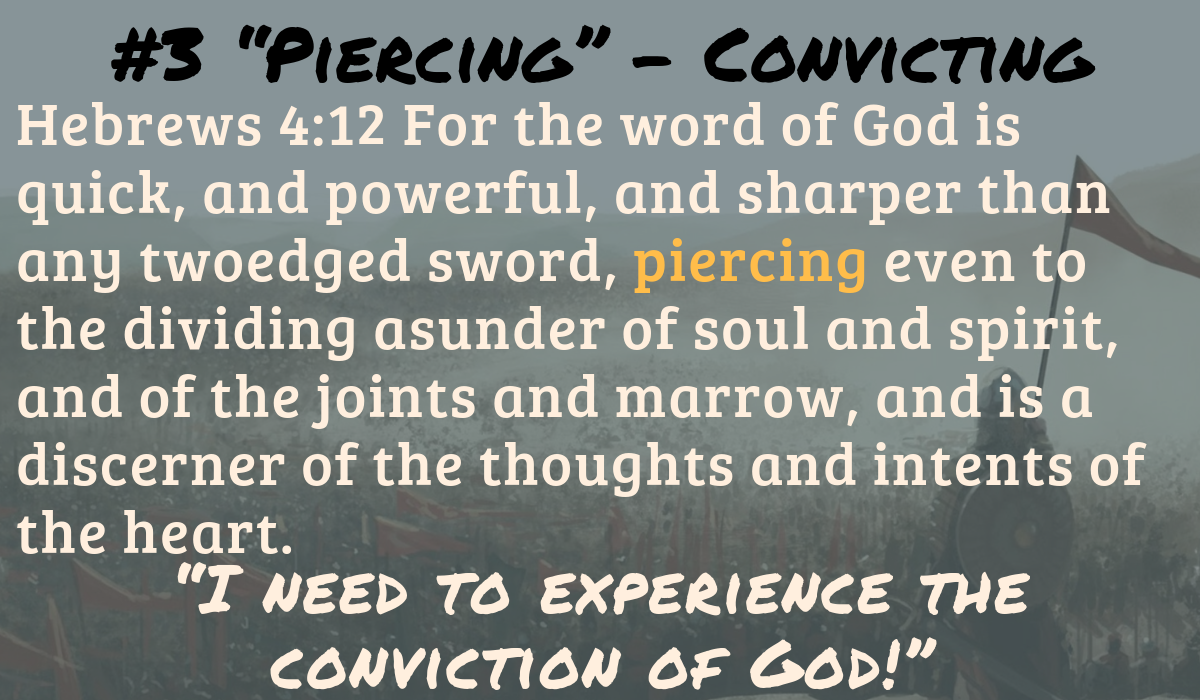 #3 “Piercing” – Convicting
Hebrews 4:12 For the word of God is
quick, and powerful, and sharper than
any twoedged sword, piercing even to
the dividing asunder of soul and spirit,
and of the joints and marrow, and is a
discerner of the thoughts and intents of
the heart.
“I need to experience the
conviction of God!”